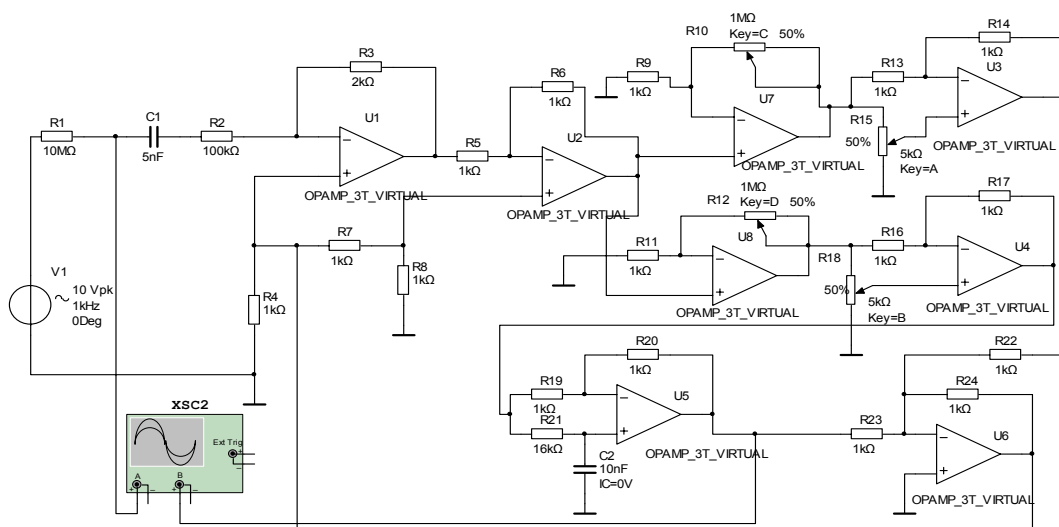 R10
1MΩ
Key=C 50%
R14
1kΩ
R3
2kΩ
R6
1kΩ
R9
1kΩ
U7
R13
1kΩ
U3
R1
10MΩ
C1
5nF
R2
100kΩ
U1
R5
1kΩ
U2
R15
50%
5kΩ
Key=A
OPAMP_3T_VIRTUAL
OPAMP_3T_VIRTUAL
OPAMP_3T_VIRTUAL
OPAMP_3T_VIRTUAL
R12
1MΩ
Key=D 50%
R17
1kΩ
R7
1kΩ
R11
1kΩ
U8
R16
1kΩ
U4
R8
1kΩ
R18
50%
5kΩ
Key=B
OPAMP_3T_VIRTUAL
OPAMP_3T_VIRTUAL
V1
10 Vpk
1kHz
0Deg
R4
1kΩ
R20
1kΩ
R22
1kΩ
R19
1kΩ
U5
R24
1kΩ
R21
16kΩ
R23
1kΩ
U6
C2
10nF
IC=0V
OPAMP_3T_VIRTUAL
OPAMP_3T_VIRTUAL
XSC2
Ext Trig
A
B